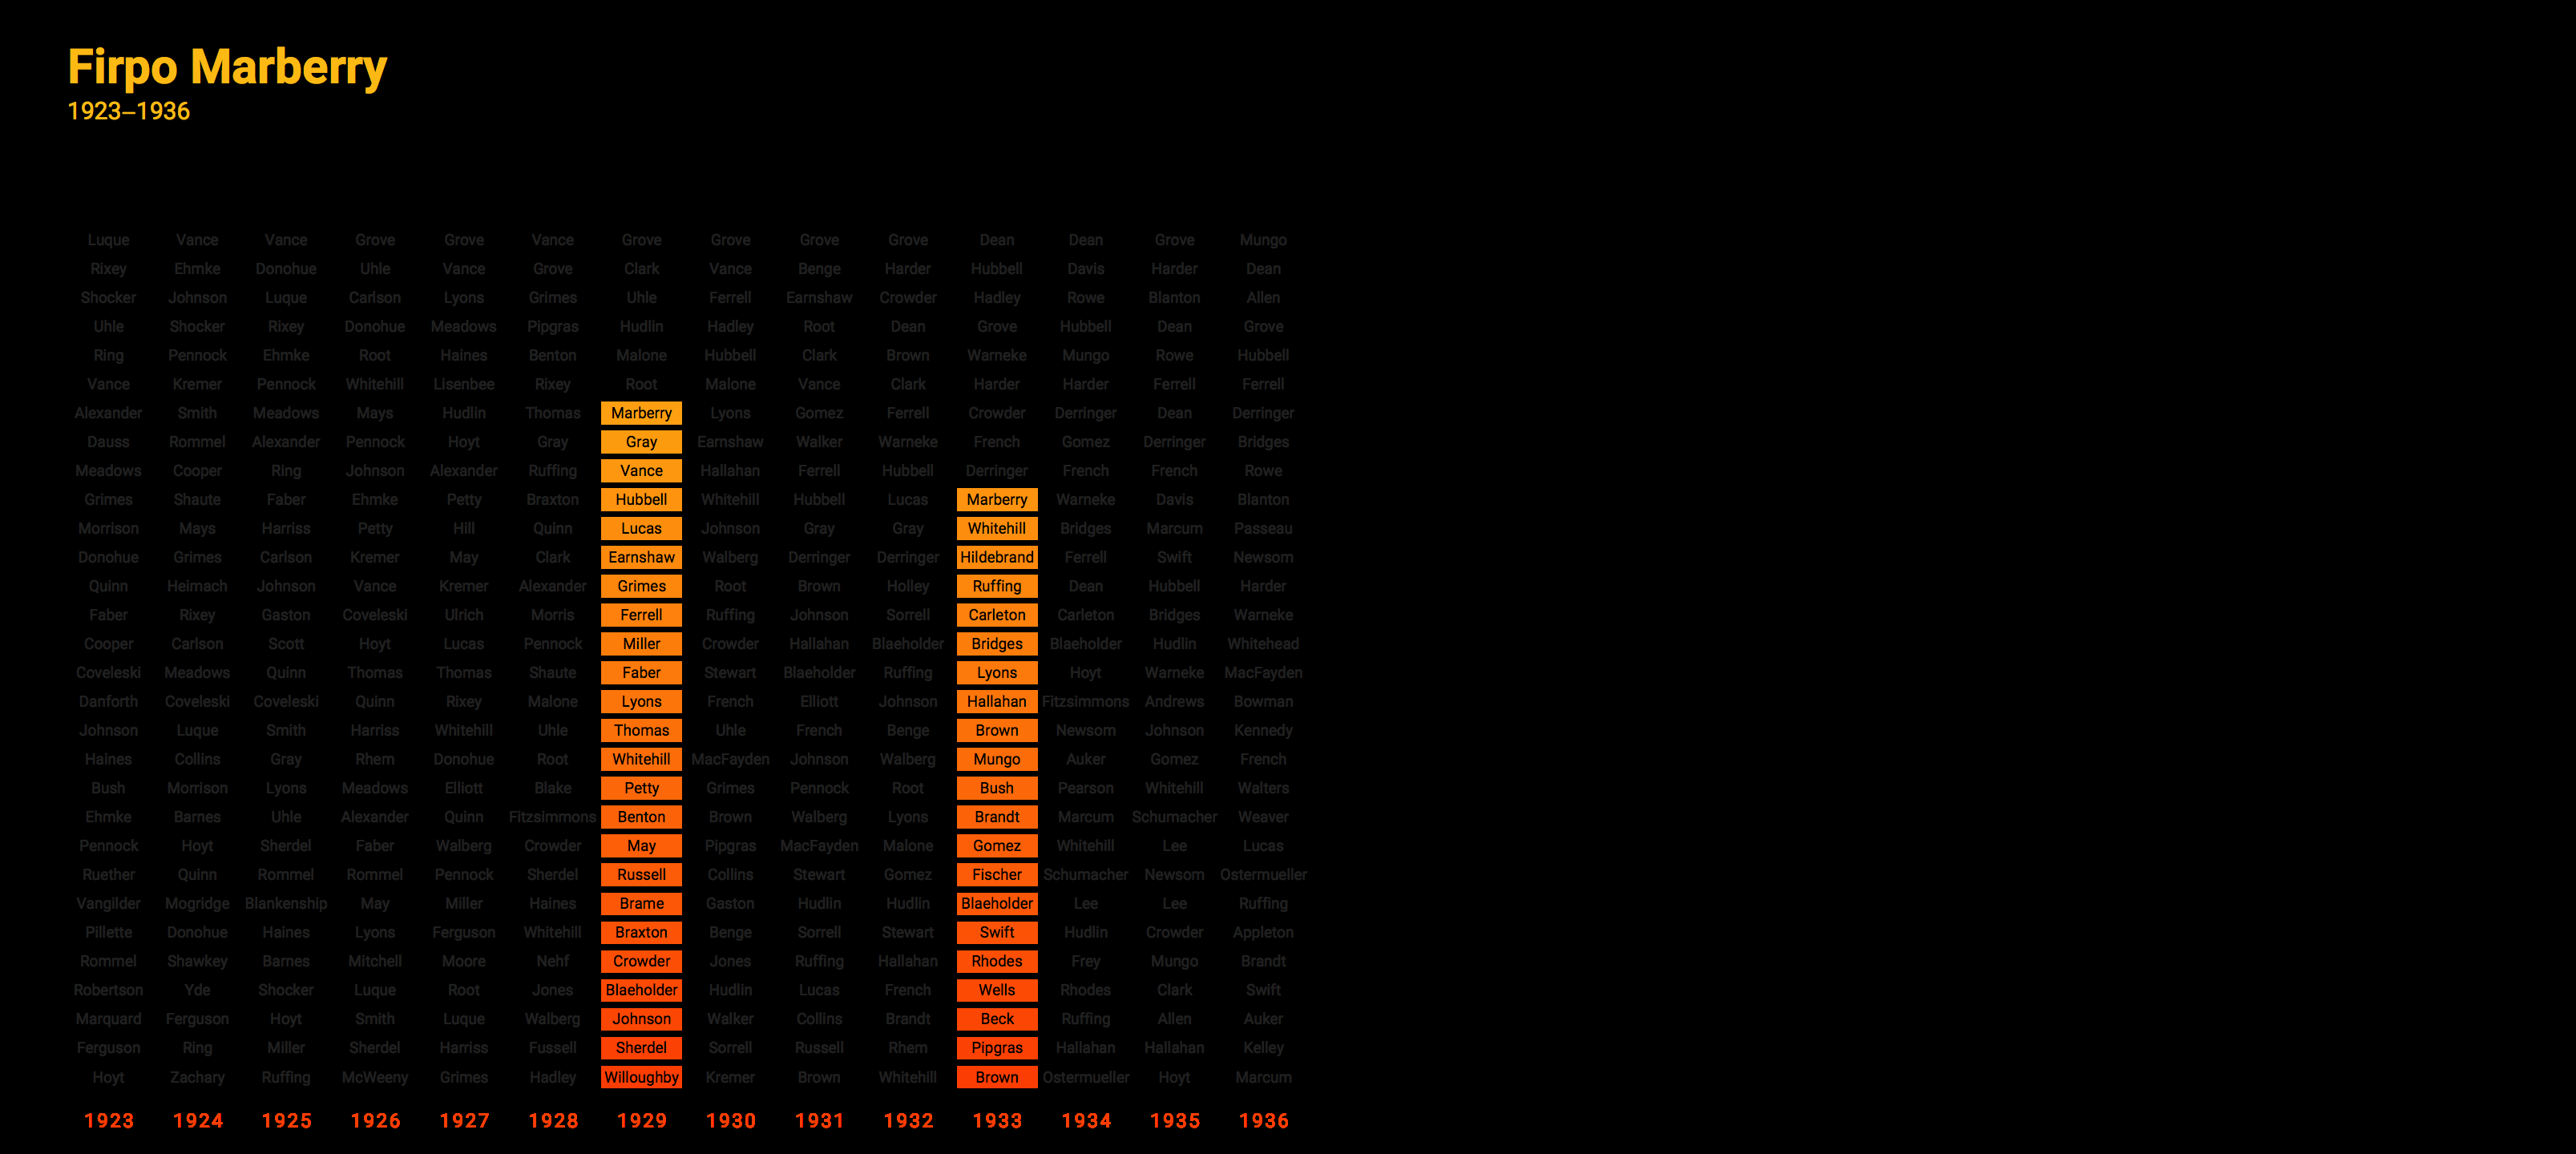 Firpo Marberry
1923–1936
Luque Vance Vance Grove Grove Vance Grove Grove Grove Grove Dean Dean Grove Mungo
Rixey Ehmke Donohue Uhle Vance Grove Clark Vance Benge Harder Hubbell Davis Harder Dean
Shocker Johnson Luque Carlson Lyons Grimes Uhle Ferrell Earnshaw Crowder Hadley Rowe Blanton Allen
Uhle Shocker Rixey Donohue Meadows Pipgras Hudlin Hadley Root Dean Grove Hubbell Dean Grove
Ring Pennock Ehmke Root Haines Benton Malone Hubbell Clark Brown Warneke Mungo Rowe Hubbell
Vance Kremer Pennock Whitehill Lisenbee Rixey Root Malone Vance Clark Harder Harder Ferrell Ferrell
Alexander Smith Meadows Mays Hudlin Thomas Marberry Lyons Gomez Ferrell Crowder Derringer Dean Derringer
Dauss Rommel Alexander Pennock Hoyt Gray Gray Earnshaw Walker Warneke French Gomez Derringer Bridges
Meadows Cooper Ring Johnson Alexander Ruffing Vance Hallahan Ferrell Hubbell Derringer French French Rowe
Grimes Shaute Faber Ehmke Petty Braxton Hubbell Whitehill Hubbell Lucas Marberry Warneke Davis Blanton
Morrison Mays Harriss Petty Hill Quinn Lucas Johnson Gray Gray Whitehill Bridges Marcum Passeau
Donohue Grimes Carlson Kremer May Clark Earnshaw Walberg Derringer Derringer Hildebrand Ferrell Swift Newsom
Quinn Heimach Johnson Vance Kremer Alexander Grimes Root Brown Holley Ruffing Dean Hubbell Harder
Faber Rixey Gaston Coveleski Ulrich Morris Ferrell Ruffing Johnson Sorrell Carleton Carleton Bridges Warneke
Cooper Carlson Scott Hoyt Lucas Pennock Miller Crowder Hallahan Blaeholder Bridges Blaeholder Hudlin Whitehead
Coveleski Meadows Quinn Thomas Thomas Shaute Faber Stewart Blaeholder Ruffing Lyons Hoyt Warneke MacFayden
Danforth Coveleski Coveleski Quinn Rixey Malone Lyons French Elliott Johnson Hallahan Fitzsimmons Andrews Bowman
Johnson Luque Smith Harriss Whitehill Uhle Thomas Uhle French Benge Brown Newsom Johnson Kennedy
Haines Collins Gray Rhem Donohue Root Whitehill MacFayden Johnson Walberg Mungo Auker Gomez French
Bush Morrison Lyons Meadows Elliott Blake Petty Grimes Pennock Root Bush Pearson Whitehill Walters
Ehmke Barnes Uhle Alexander Quinn Fitzsimmons Benton Brown Walberg Lyons Brandt Marcum Schumacher Weaver
Pennock Hoyt Sherdel Faber Walberg Crowder May Pipgras MacFayden Malone Gomez Whitehill Lee Lucas
Ruether Quinn Rommel Rommel Pennock Sherdel Russell Collins Stewart Gomez Fischer Schumacher Newsom Ostermueller
Vangilder Mogridge Blankenship May Miller Haines Brame Gaston Hudlin Hudlin Blaeholder Lee Lee Ruffing
Pillette Donohue Haines Lyons Ferguson Whitehill Braxton Benge Sorrell Stewart Swift Hudlin Crowder Appleton
Rommel Shawkey Barnes Mitchell Moore Nehf Crowder Jones Ruffing Hallahan Rhodes Frey Mungo Brandt
Robertson Yde Shocker Luque Root Jones Blaeholder Hudlin Lucas French Wells Rhodes Clark Swift
Marquard Ferguson Hoyt Smith Luque Walberg Johnson Walker Collins Brandt Beck Ruffing Allen Auker
Ferguson Ring Miller Sherdel Harriss Fussell Sherdel Sorrell Russell Rhem Pipgras Hallahan Hallahan Kelley
Hoyt Zachary Ruffing McWeeny Grimes Hadley Willoughby Kremer Brown Whitehill Brown Ostermueller Hoyt Marcum
1923 1924 1925 1926 1927 1928 1929 1930 1931 1932 1933 1934 1935 1936